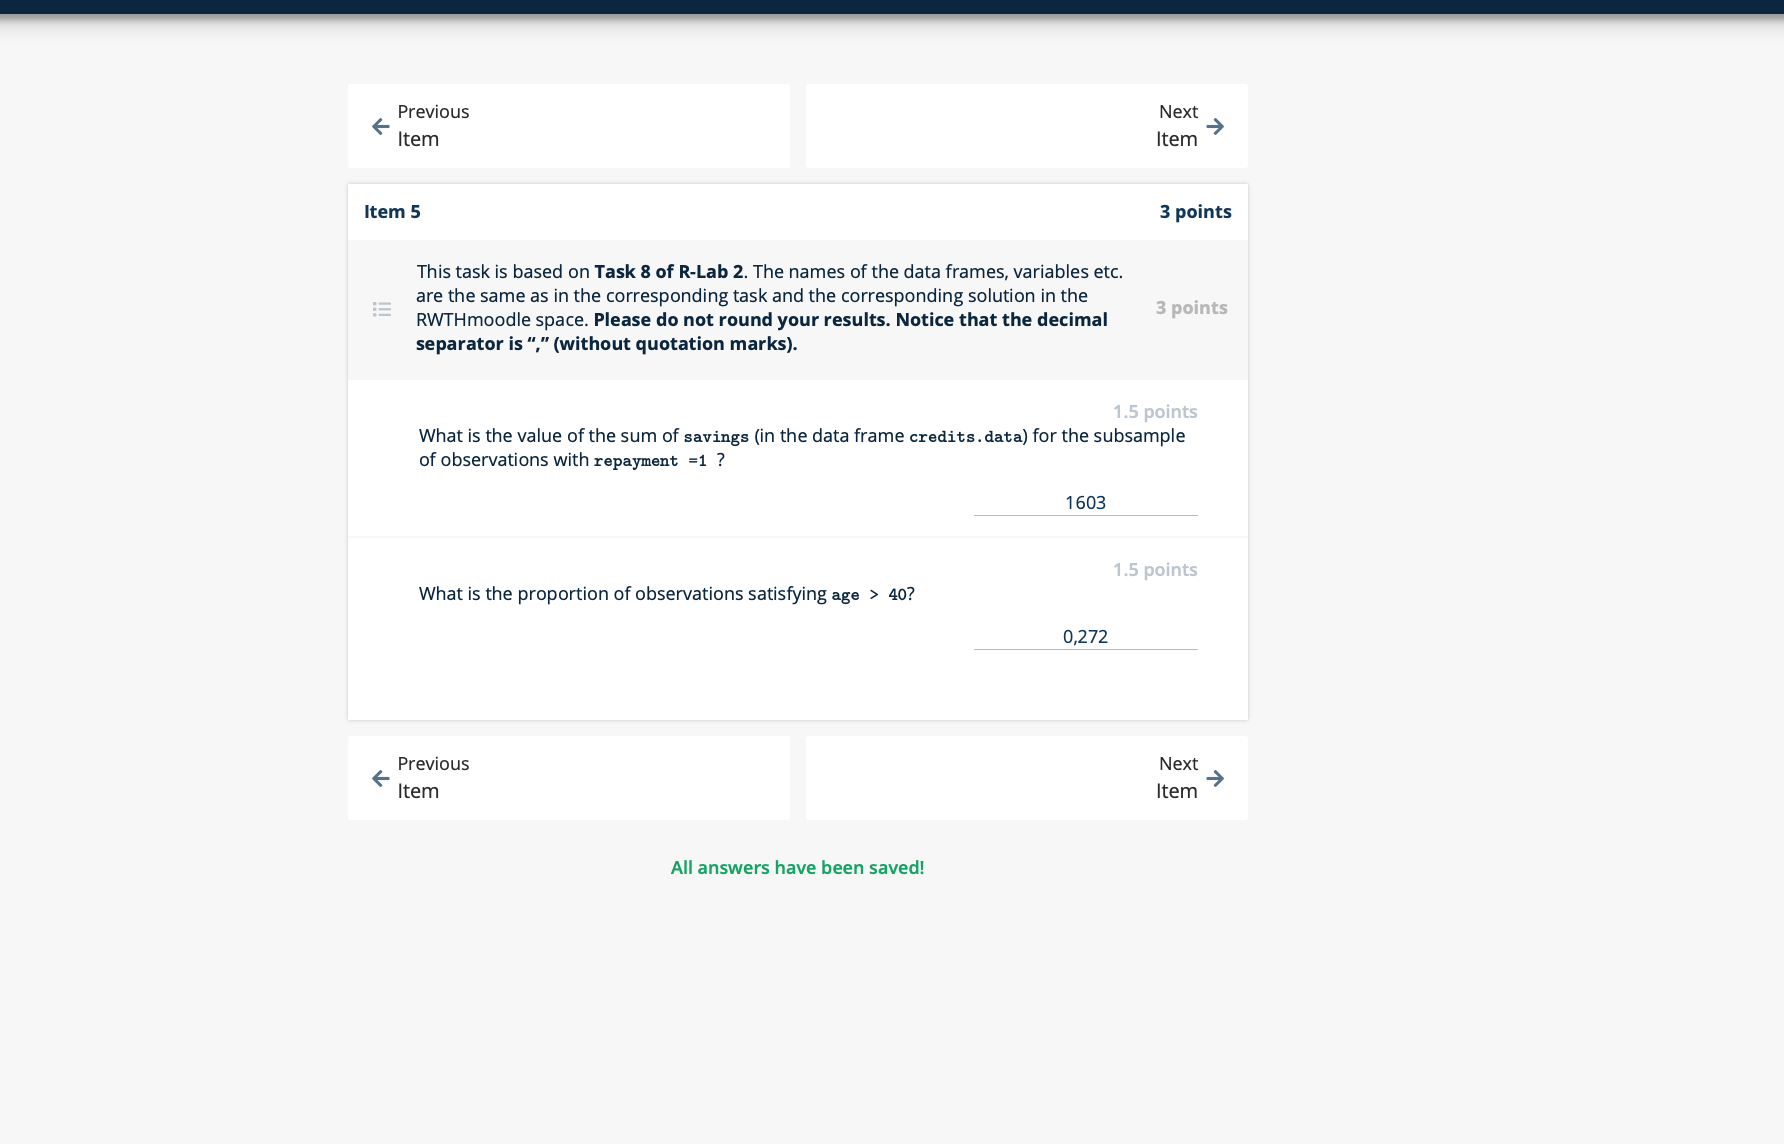 Previous
Item
Next
Item
Item 5
3 points
This task is based on Task 8 of R-Lab 2. The names of the data frames, variables etc.
are the same as in the corresponding task and the corresponding solution in the
RWTHmoodle space. Please do not round your results. Notice that the decimal
separator is “,” (without quotation marks).
3 points
1.5 points
What is the value of the sum of savings (in the data frame credits.data) for the subsample
of observations with repayment =1 ?
1603
1.5 points
What is the proportion of observations satisfying age > 40?
0,272
Previous
Item
Next
Item
All answers have been saved!